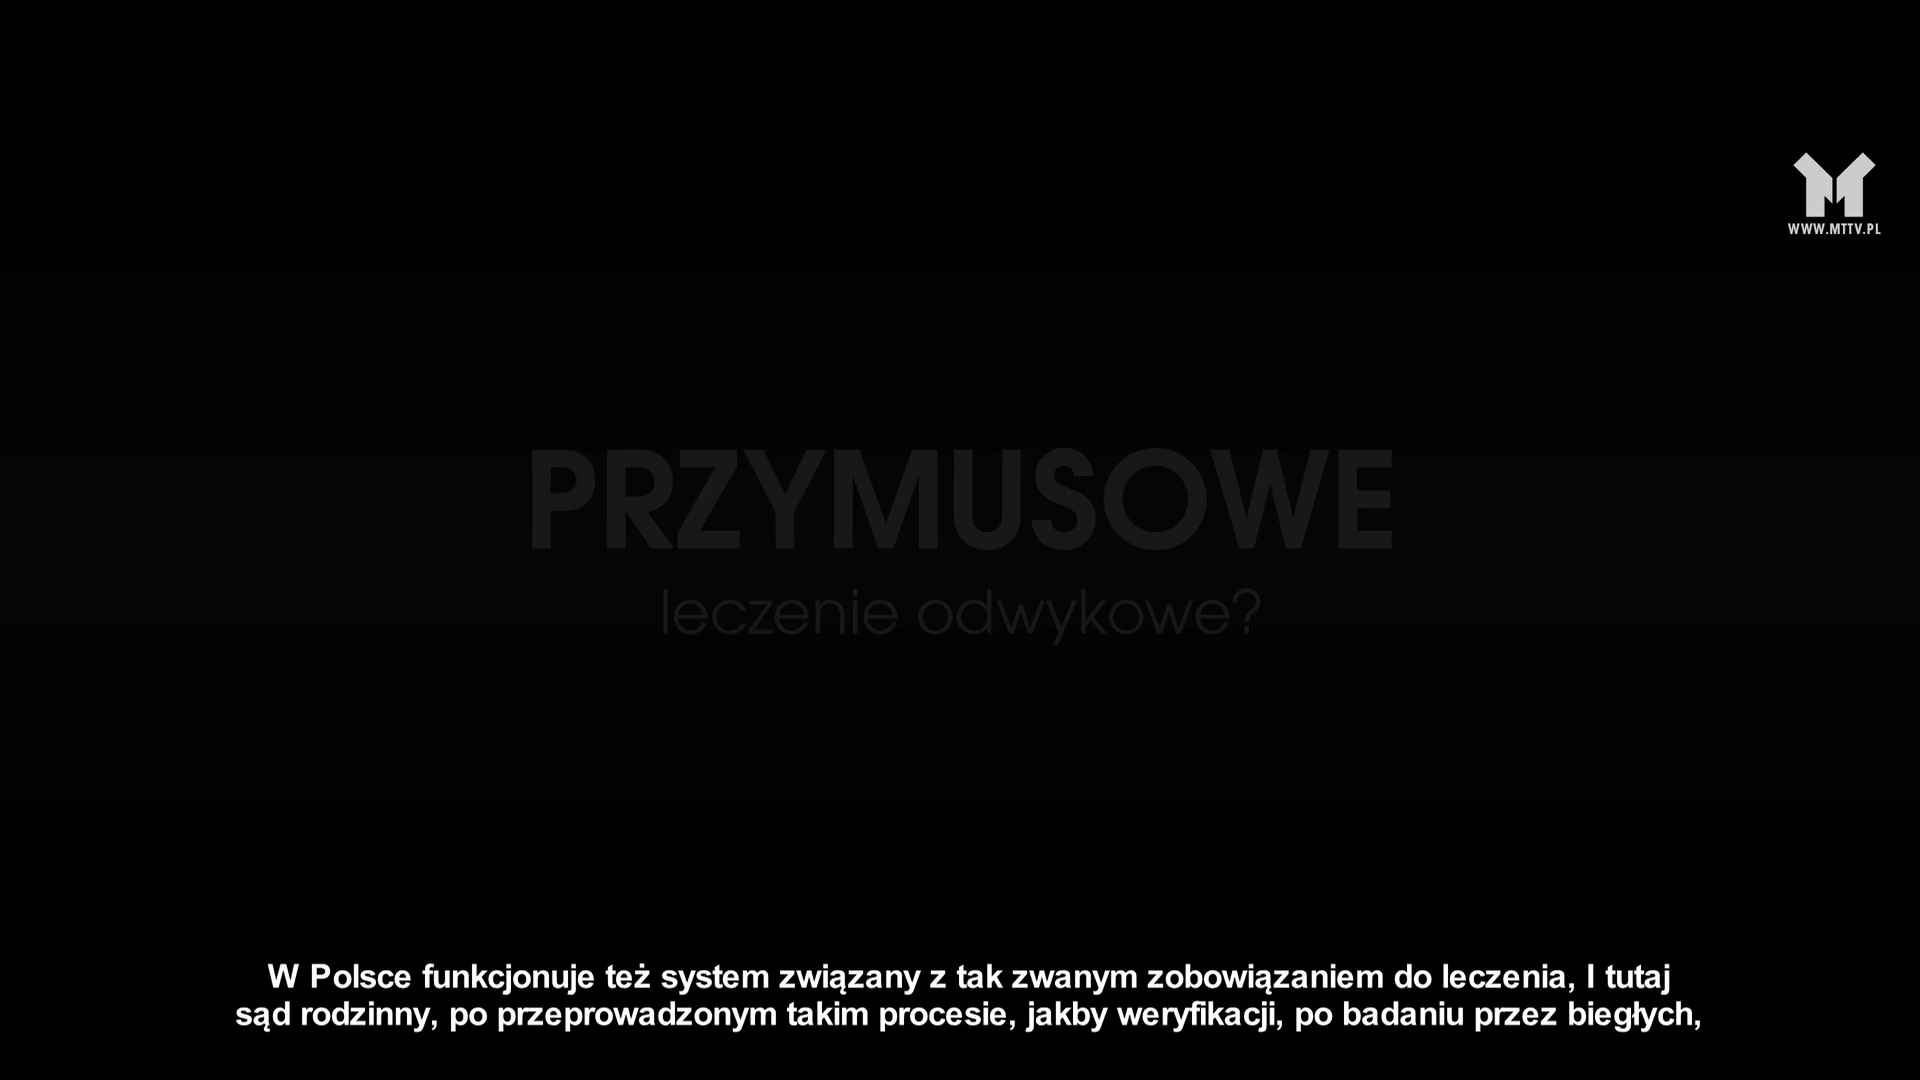 WWW.MTTV.PL
PRZYMUSOWE
leczenie odwykowe?
W Polsce funkcjonuje też system związany z tak zwanym zobowiązaniem do leczenia, I tutaj
sąd rodzinny, po przeprowadzonym takim procesie, jakby weryfikacji, po badaniu przez biegłych,